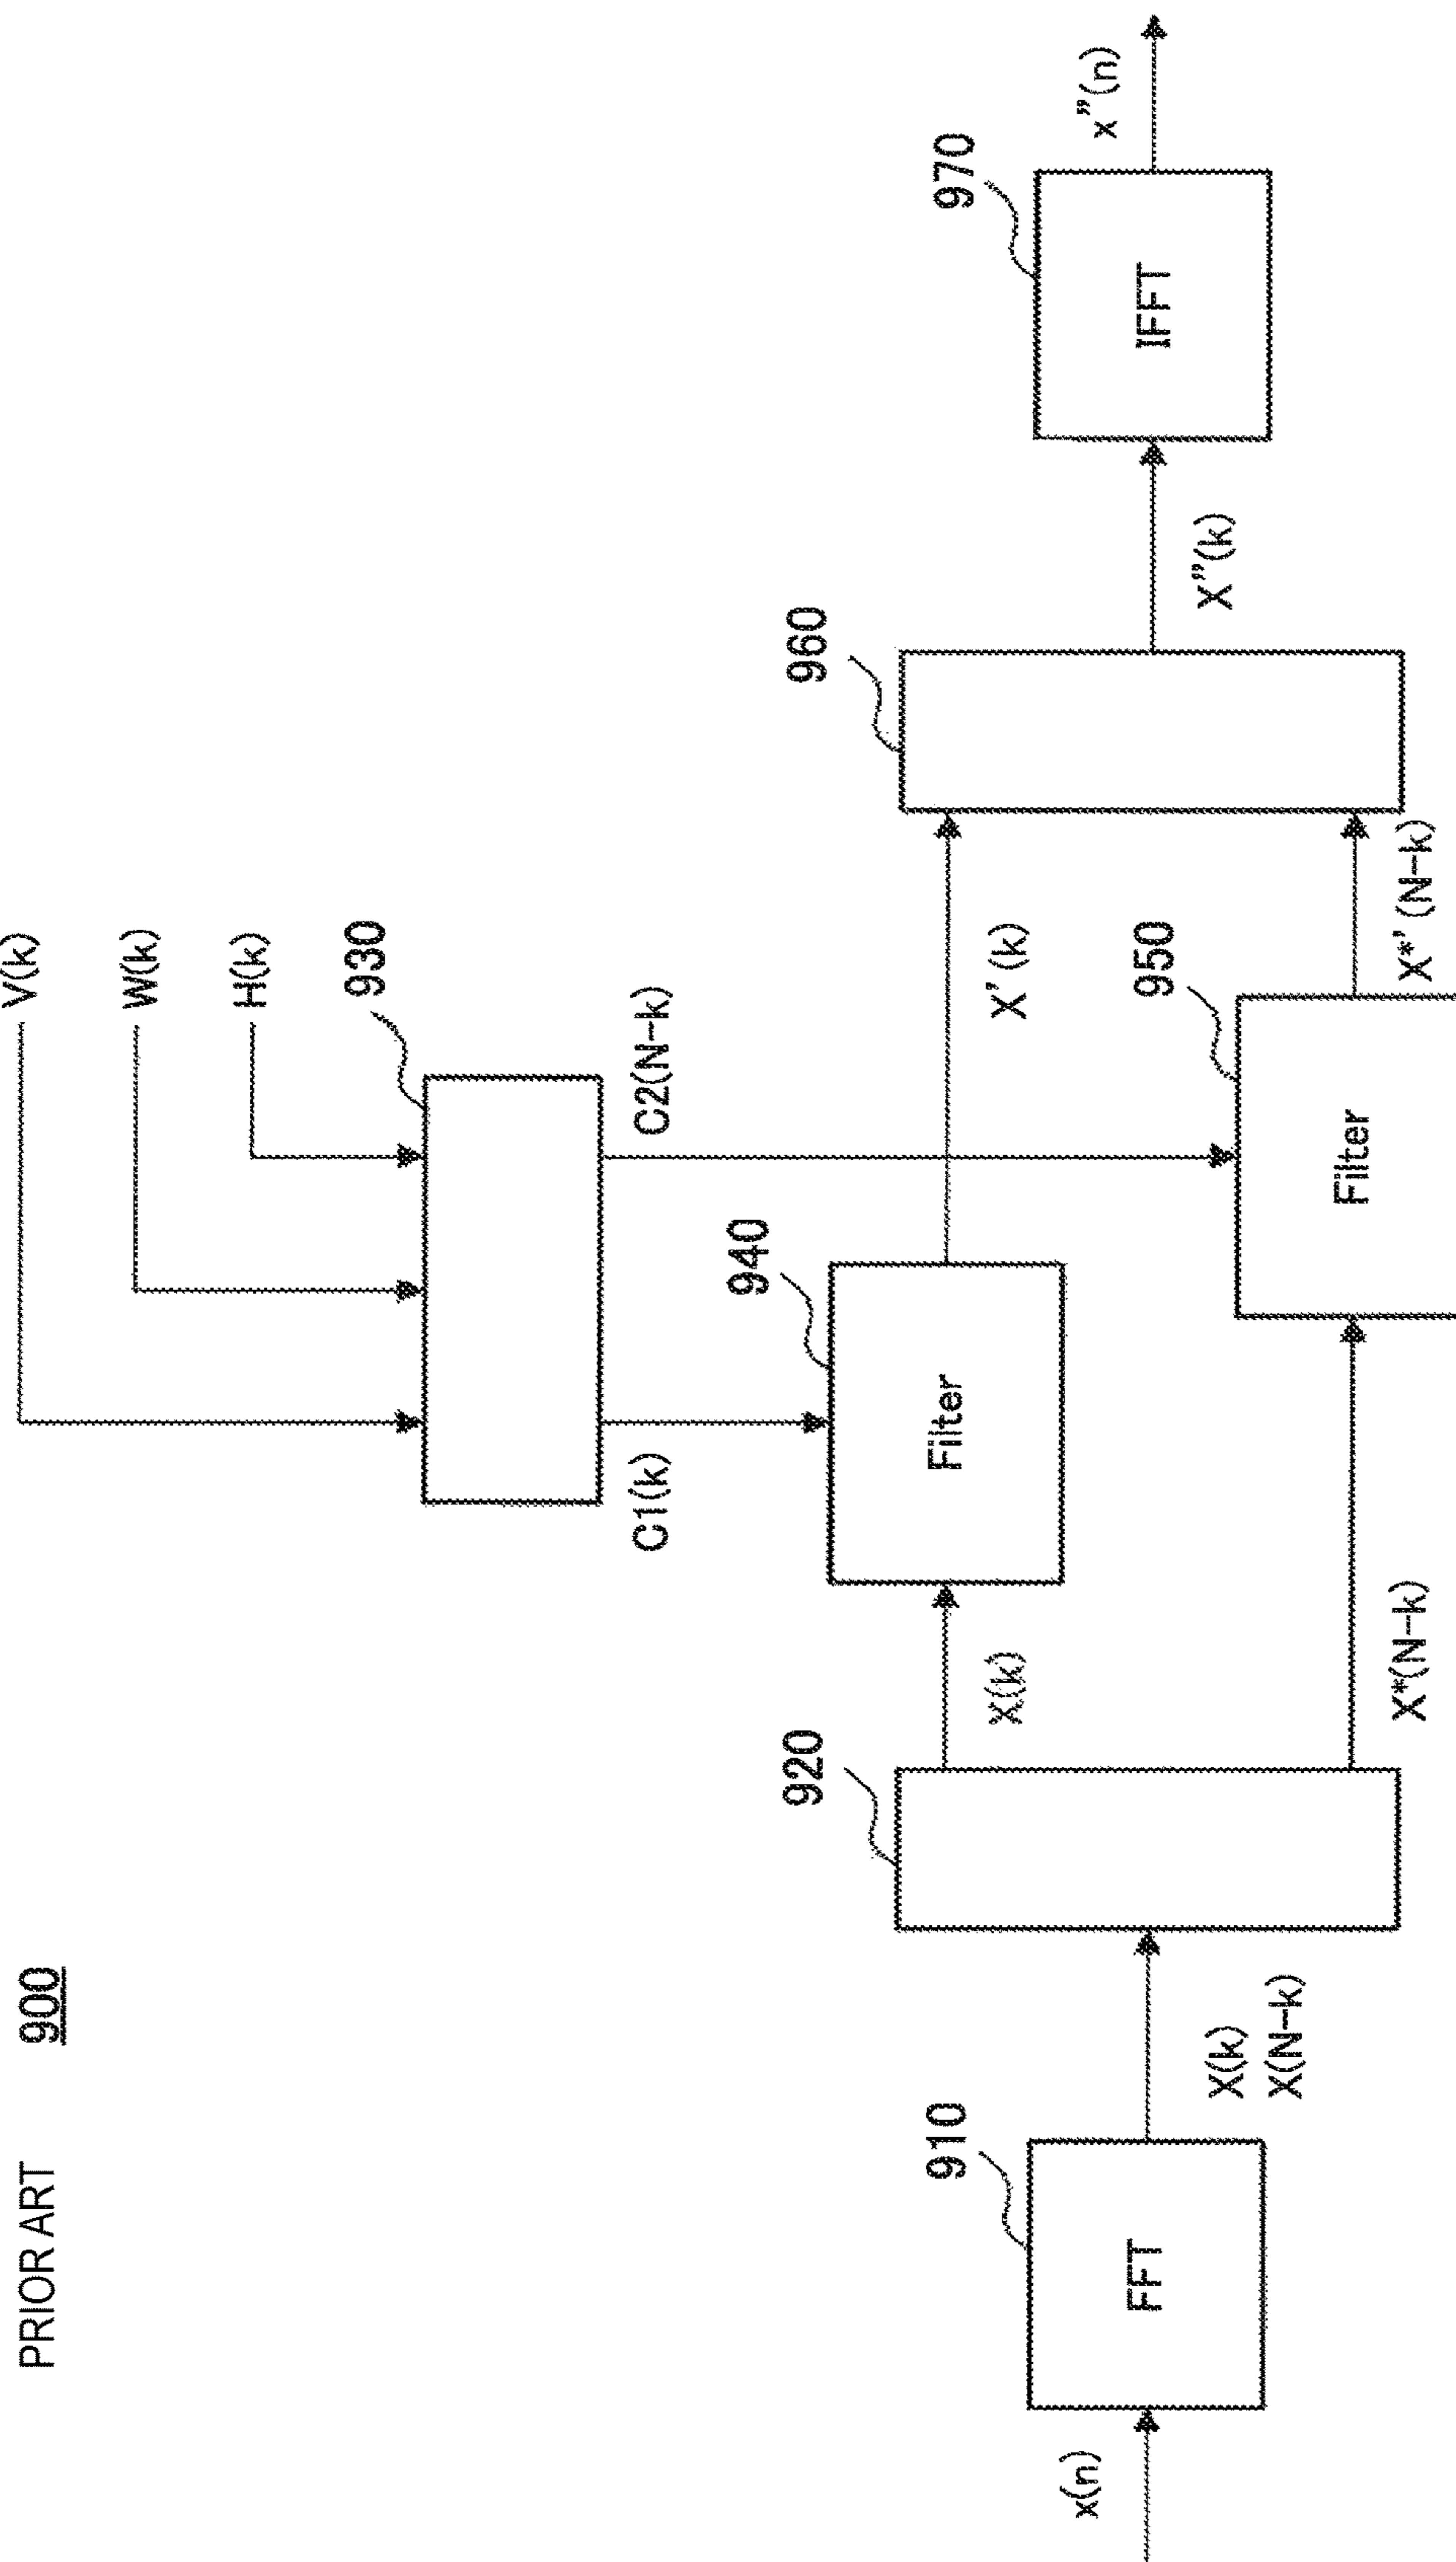 PRIOR ART 900
V(k)
W(k)
H(k)
930
C1(k)
C2(N-k)
940
Filter
920
960
970
910
x(n)
FFT
X(k)
X(N-k)
X(k)
X'(k)
X*(N-k)
950
Filter
X*'(N-k)
X"(k)
IFFT
x"(n)